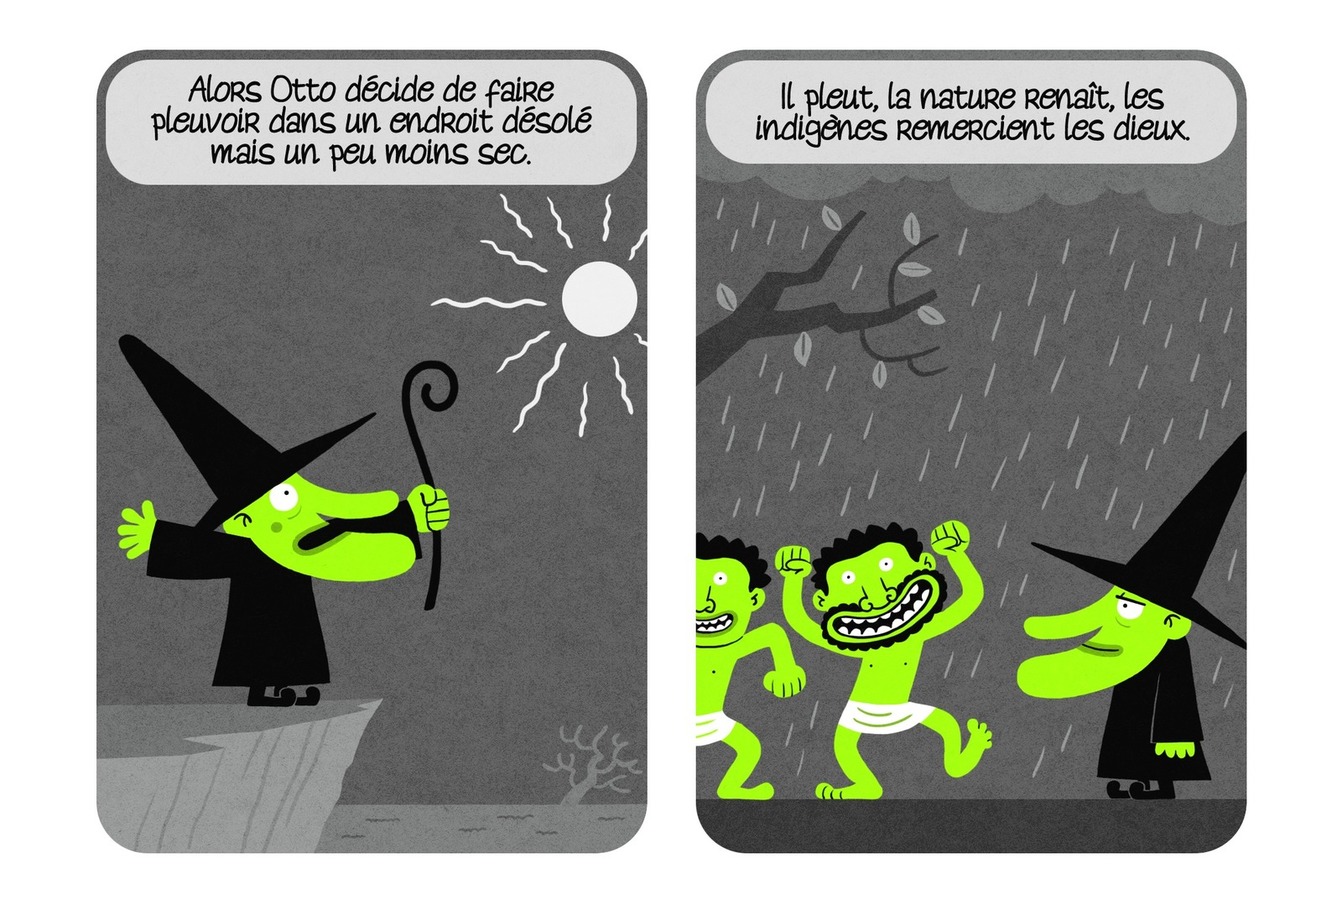 Alors Otto décide de faire
pleuvoir dans un endroit désolé
mais un peu moins sec.
Il pleut, la nature renaît, les
indigènes remercient les dieux.